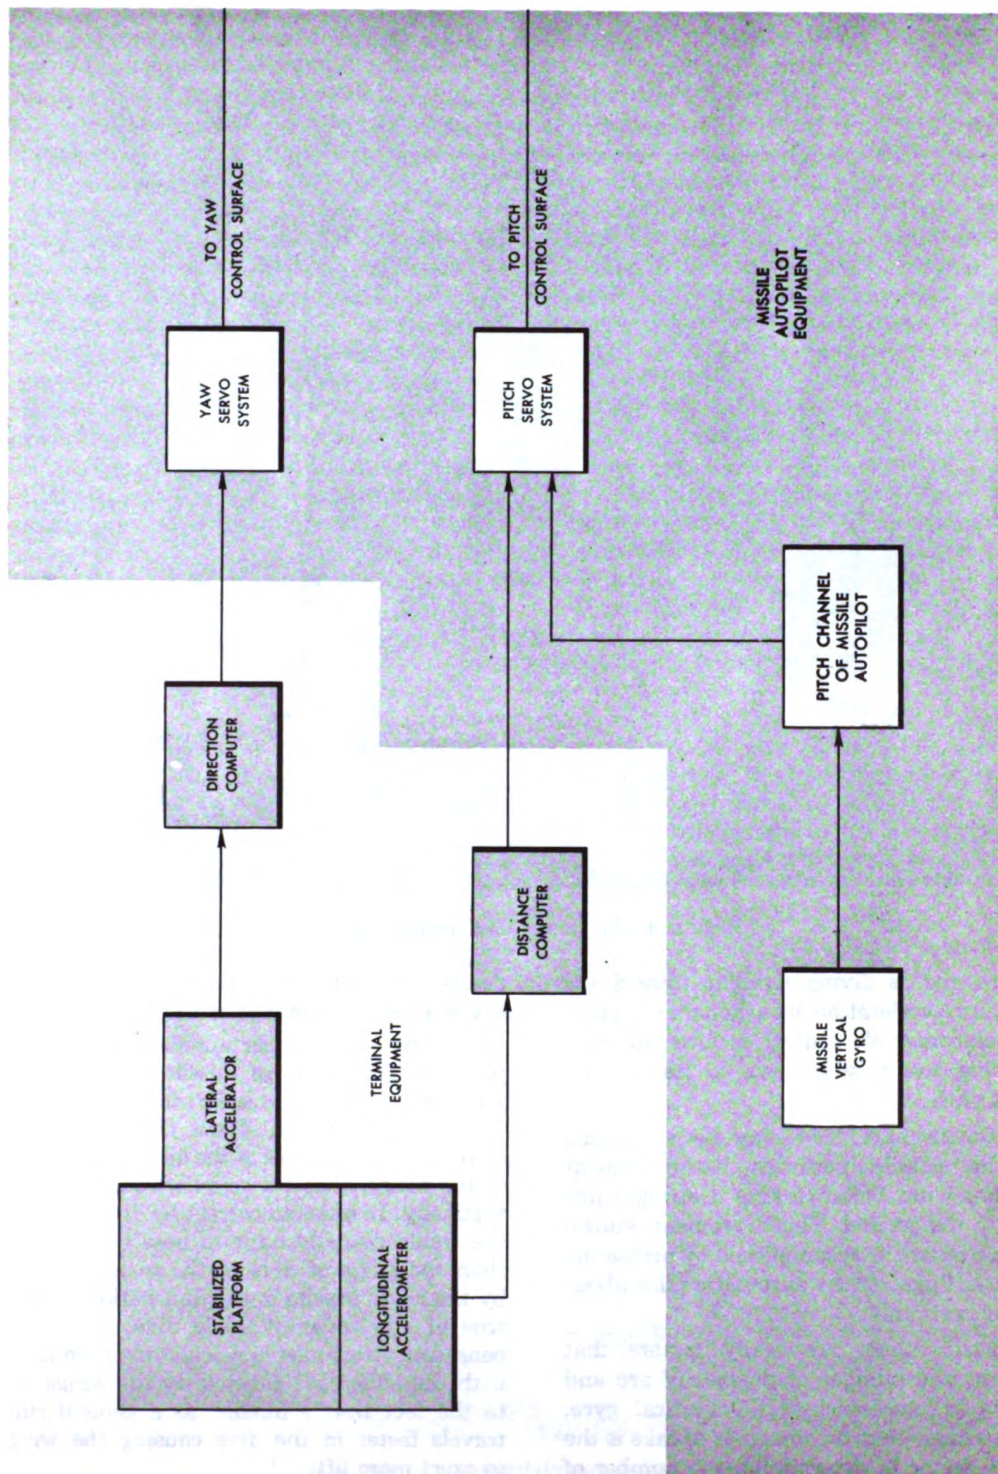 STABILIZED
PLATFORM
LATERAL
ACCELERATOR
DIRECTION
COMPUTER
YAW
SERVO
SYSTEM
TO YAW
CONTROL SURFACE
LONGITUDINAL
ACCELEROMETER
TERMINAL
EQUIPMENT
DISTANCE
COMPUTER
PITCH
SERVO
SYSTEM
TO PITCH
CONTROL SURFACE
MISSILE
VERTICAL
GYRO
PITCH CHANNEL
OF MISSILE
AUTOPILOT
MISSILE
AUTOPILOT
EQUIPMENT